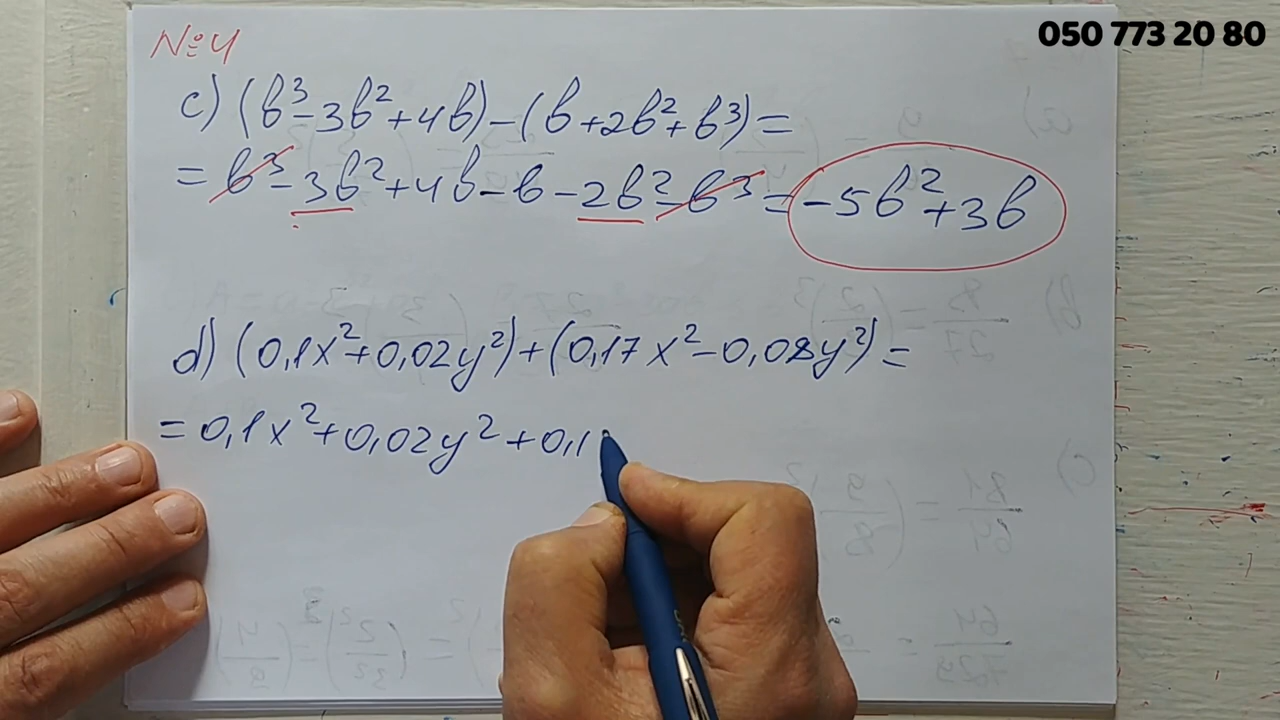 050 773 20 80
№4
c) (b³-3b²+4b)-(b+2b²+b³)=
= b³-3b²+4b-b-2b²-b³=-5b²+3b
d) (0,1x²+0,02y²)+(0,17x²-0,08y²)=
= 0,1x²+0,02y²+0,1